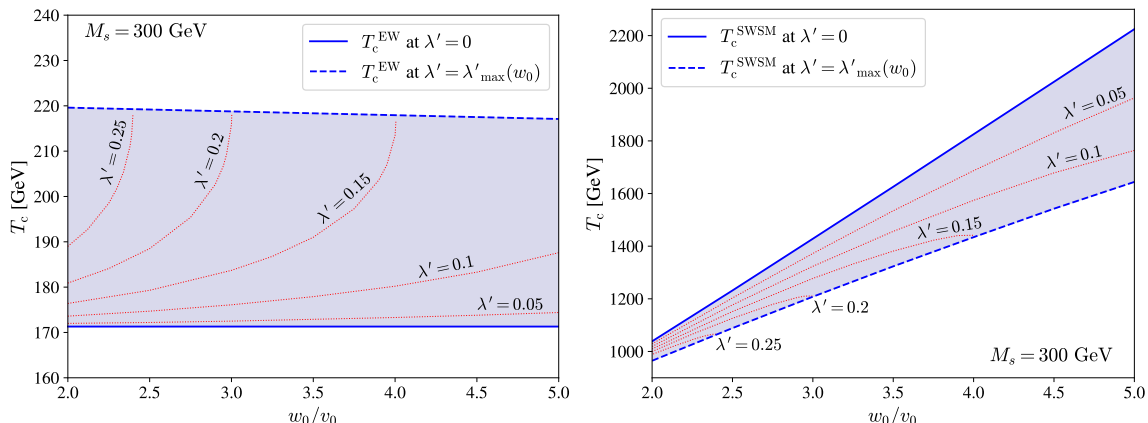 240
230
220
210
200
190
180
170
160
T_c [GeV]
M_s = 300 GeV
T_c^EW at λ′ = 0
T_c^EW at λ′ = λ′_max(w_0)
λ′ = 0.25
λ′ = 0.2
λ′ = 0.15
λ′ = 0.1
λ′ = 0.05
2.0 2.5 3.0 3.5 4.0 4.5 5.0
w_0/v_0
2200
2000
1800
1600
1400
1200
1000
T_c [GeV]
T_c^SWSM at λ′ = 0
T_c^SWSM at λ′ = λ′_max(w_0)
λ′ = 0.05
λ′ = 0.1
λ′ = 0.15
λ′ = 0.2
λ′ = 0.25
M_s = 300 GeV
2.0 2.5 3.0 3.5 4.0 4.5 5.0
w_0/v_0